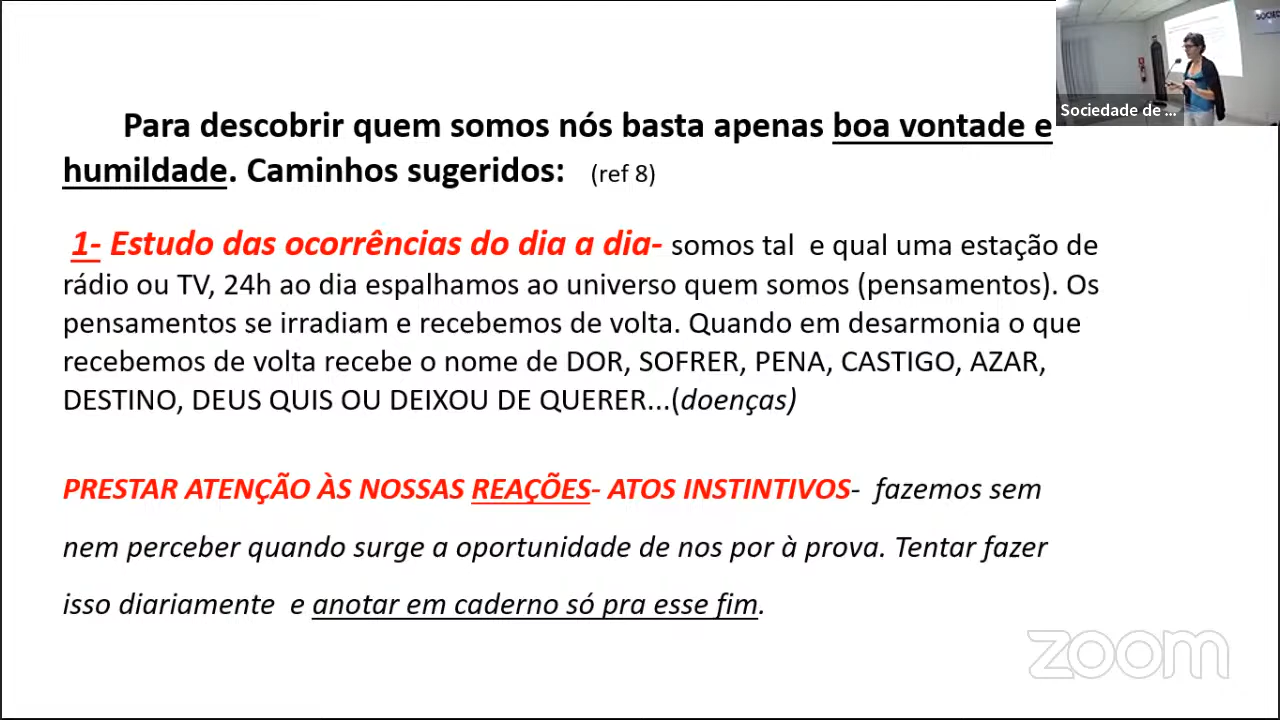 Para descobrir quem somos nós basta apenas boa vontade e
humildade. Caminhos sugeridos: (ref 8)
1- Estudo das ocorrências do dia a dia- somos tal e qual uma estação de
rádio ou TV, 24h ao dia espalhamos ao universo quem somos (pensamentos). Os
pensamentos se irradiam e recebemos de volta. Quando em desarmonia o que
recebemos de volta recebe o nome de DOR, SOFRER, PENA, CASTIGO, AZAR,
DESTINO, DEUS QUIS OU DEIXOU DE QUERER...(doenças)
PRESTAR ATENÇÃO ÀS NOSSAS REAÇÕES- ATOS INSTINTIVOS- fazemos sem
nem perceber quando surge a oportunidade de nos por à prova. Tentar fazer
isso diariamente e anotar em caderno só pra esse fim.
Sociedade de ...
zoom